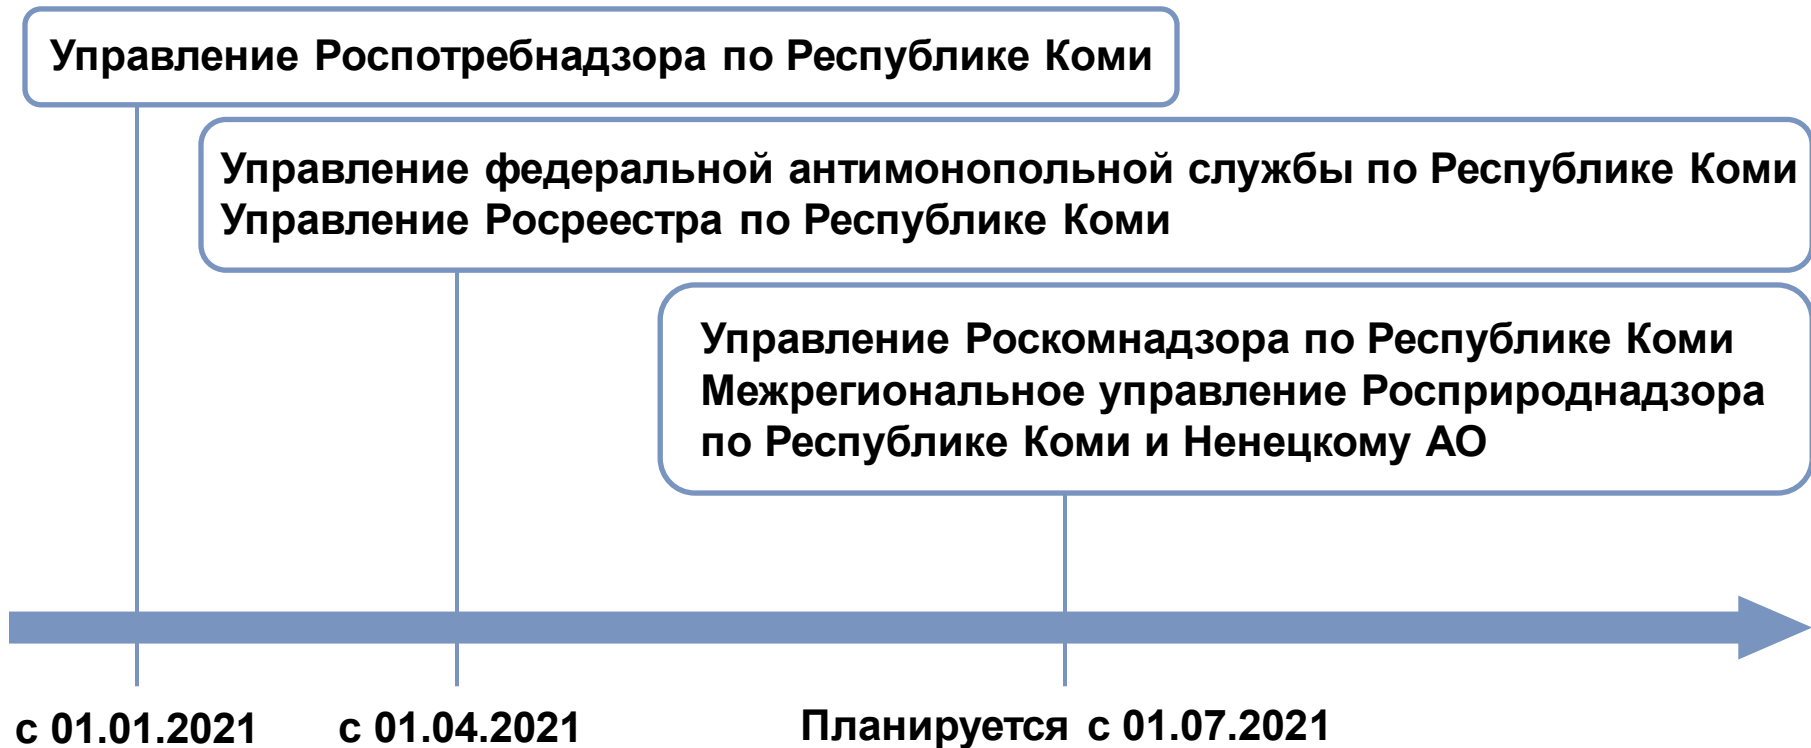 Управление Роспотребнадзора по Республике Коми
Управление федеральной антимонопольной службы по Республике Коми
Управление Росреестра по Республике Коми
Управление Роскомнадзора по Республике Коми
Межрегиональное управление Росприроднадзора
по Республике Коми и Ненецкому АО
с 01.01.2021
с 01.04.2021
Планируется с 01.07.2021